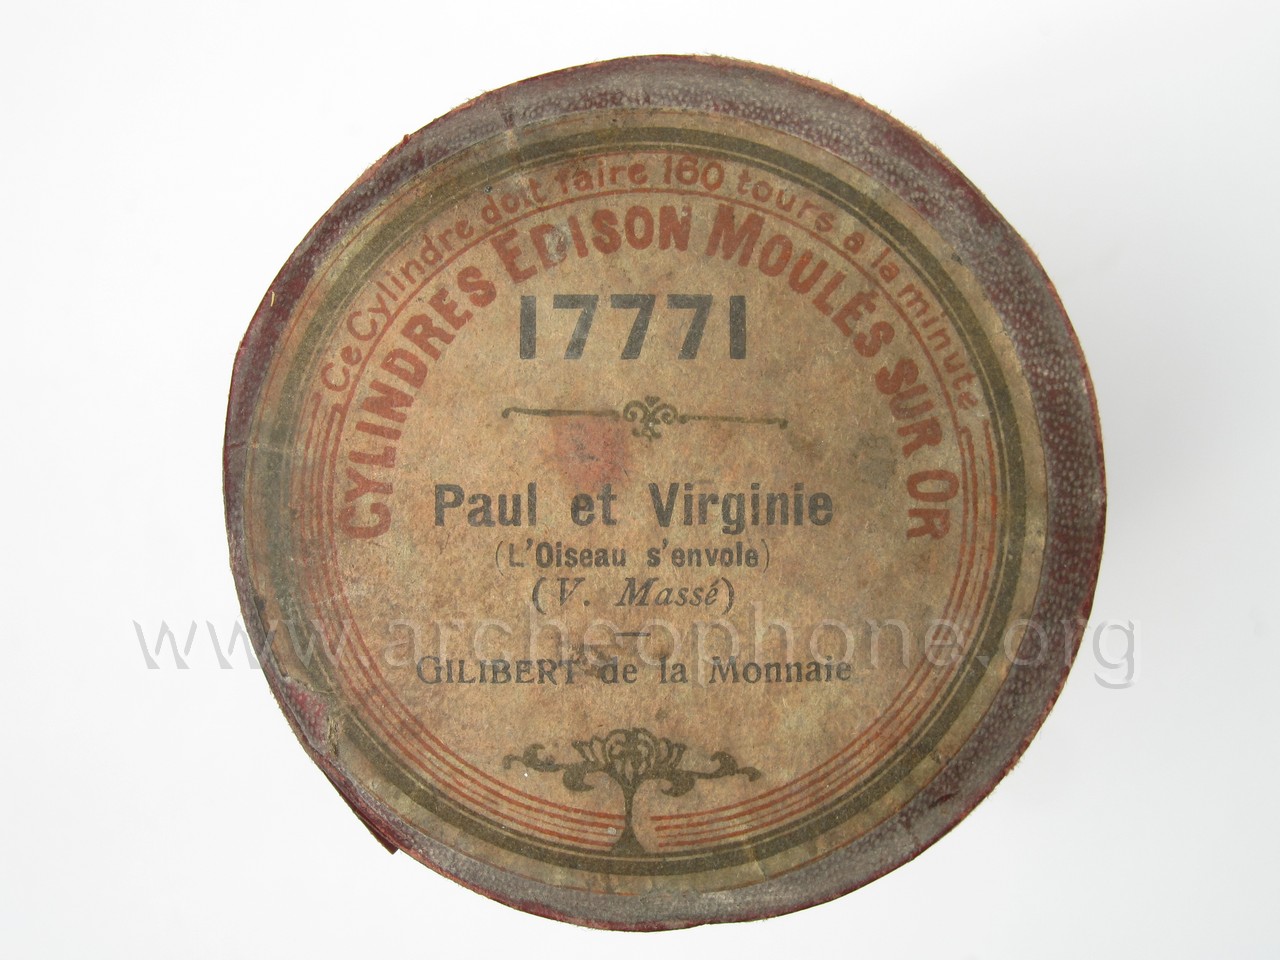 Ce Cylindre doit faire 160 tours à la minute
CYLINDRES EDISON MOULÉS SUR OR
17771
Paul et Virginie
(L'Oiseau s'envole)
(V. Massé)
www.archeophone.org
GILIBERT de la Monnaie